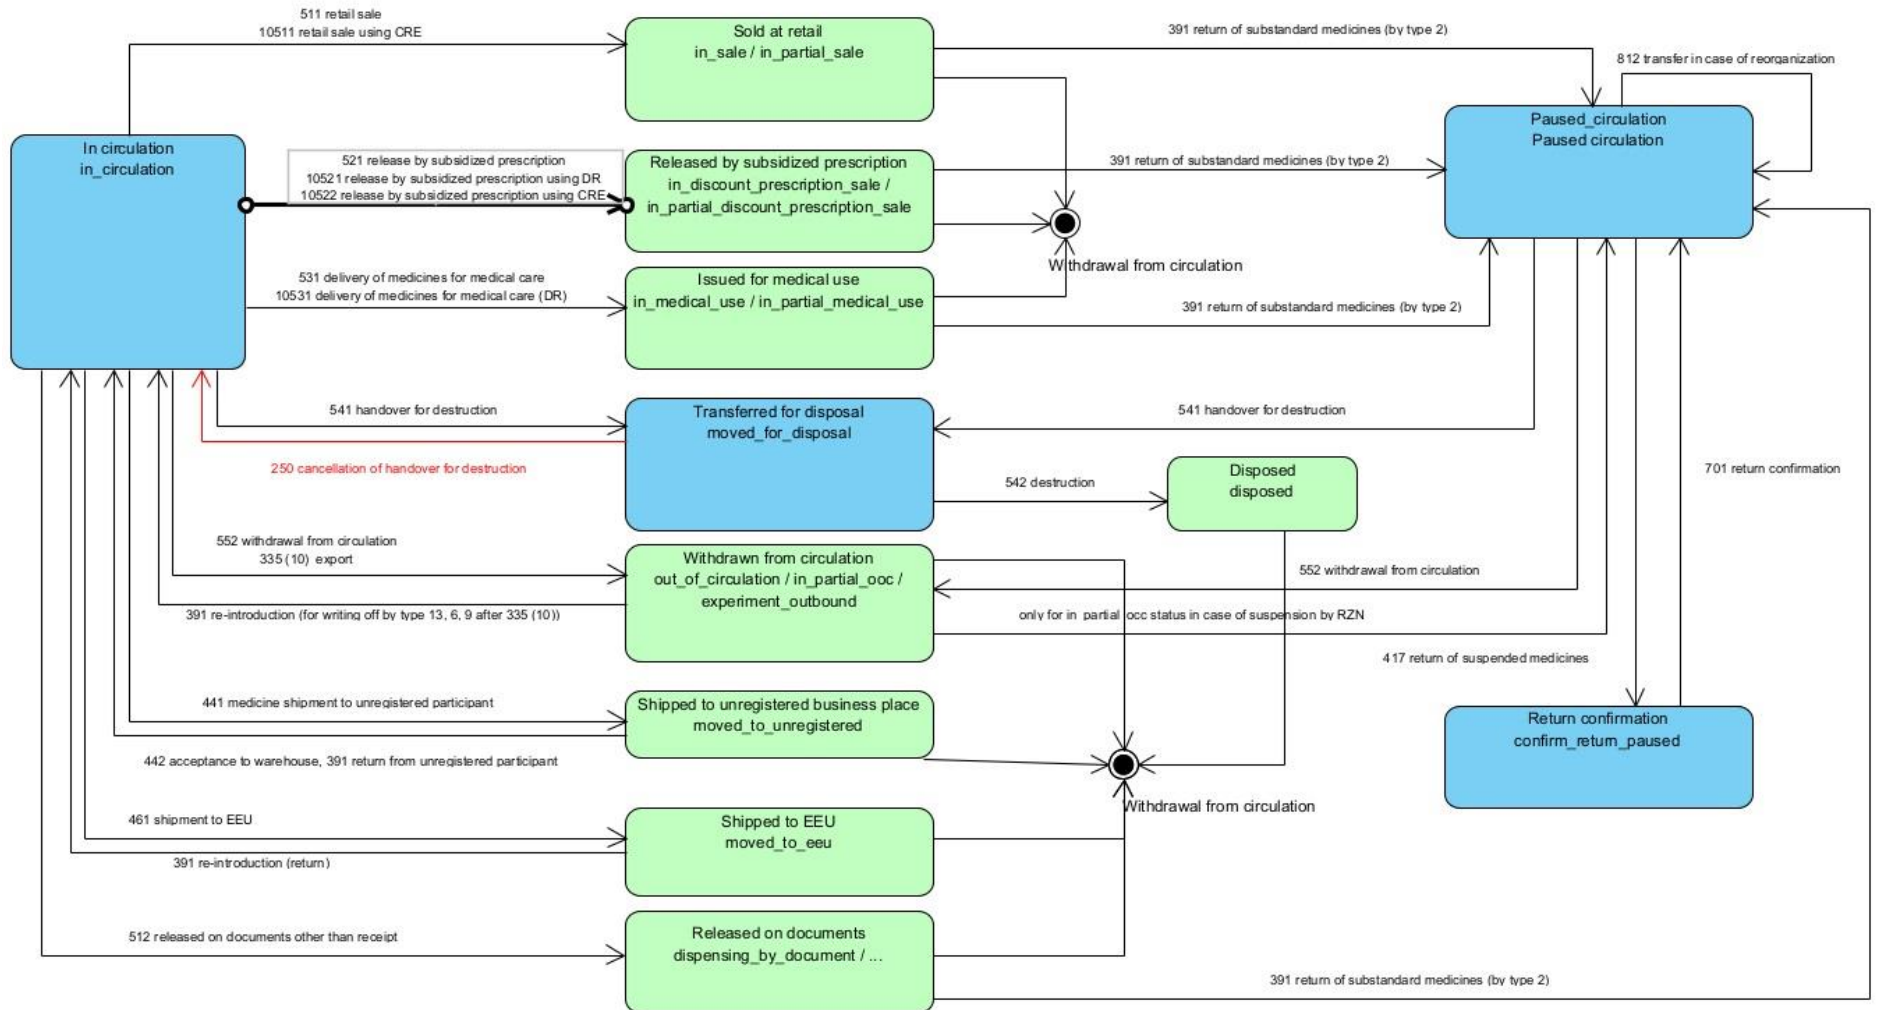 511 retail sale
10511 retail sale using CRE
Sold at retail
in_sale / in_partial_sale
391 return of substandard medicines (by type 2)
812 transfer in case of reorganization
In circulation
in_circulation
521 release by subsidized prescription
10521 release by subsidized prescription using DR
10522 release by subsidized prescription using CRE
Released by subsidized prescription
in_discount_prescription_sale /
in_partial_discount_prescription_sale
391 return of substandard medicines (by type 2)
Paused_circulation
Paused circulation
Withdrawal from circulation
531 delivery of medicines for medical care
10531 delivery of medicines for medical care (DR)
Issued for medical use
in_medical_use / in_partial_medical_use
391 return of substandard medicines (by type 2)
541 handover for destruction
Transferred for disposal
moved_for_disposal
541 handover for destruction
250 cancellation of handover for destruction
542 destruction
Disposed
disposed
701 return confirmation
552 withdrawal from circulation
335 (10) export
Withdrawn from circulation
out_of_circulation / in_partial_ooc /
experiment_outbound
552 withdrawal from circulation
391 re-introduction (for writing off by type 13, 6, 9 after 335 (10))
only for in_partial_occ status in case of suspension by RZN
417 return of suspended medicines
441 medicine shipment to unregistered participant
Shipped to unregistered business place
moved_to_unregistered
Return confirmation
confirm_return_paused
442 acceptance to warehouse, 391 return from unregistered participant
Withdrawal from circulation
461 shipment to EEU
Shipped to EEU
moved_to_eeu
391 re-introduction (return)
512 released on documents other than receipt
Released on documents
dispensing_by_document / ...
391 return of substandard medicines (by type 2)